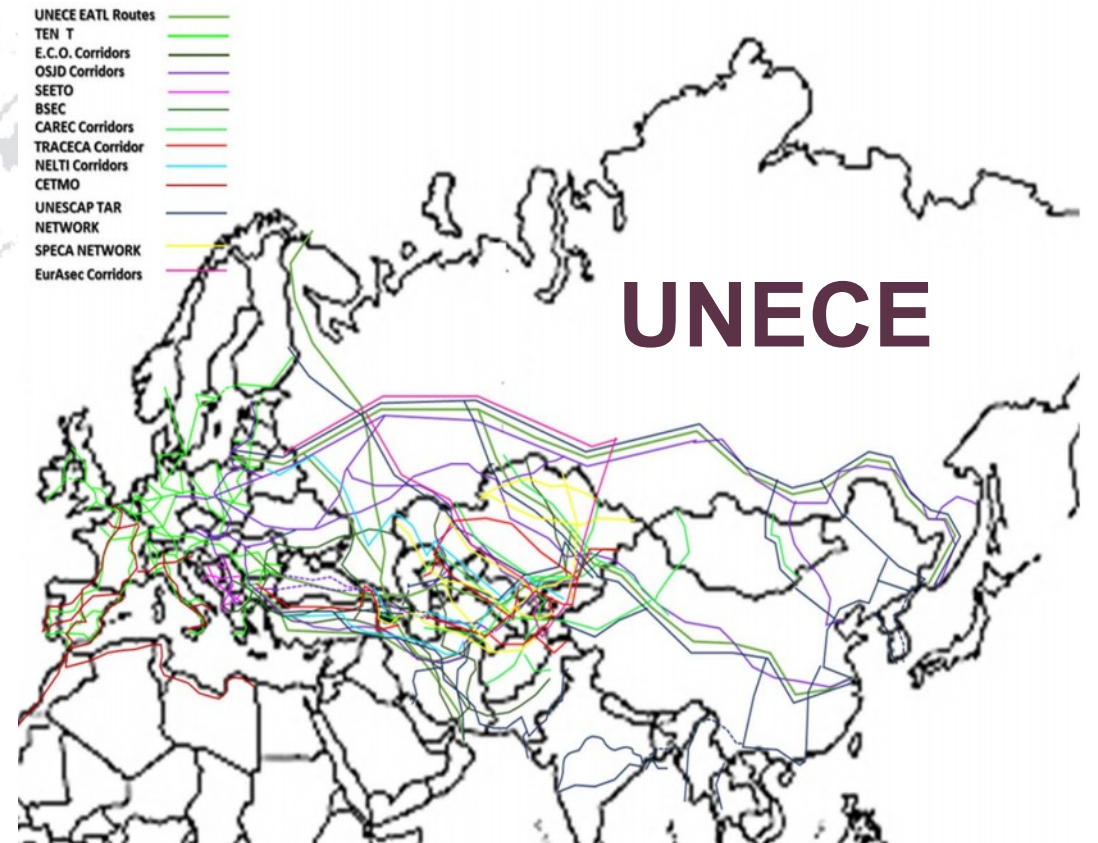 UNECE EATL Routes
TEN T
E.C.O. Corridors
OSJD Corridors
SEETO
BSEC
CAREC Corridors
TRACECA Corridor
NELTI Corridors
CETMO
UNESCAP TAR
NETWORK
SPECA NETWORK
EurAsec Corridors
UNECE